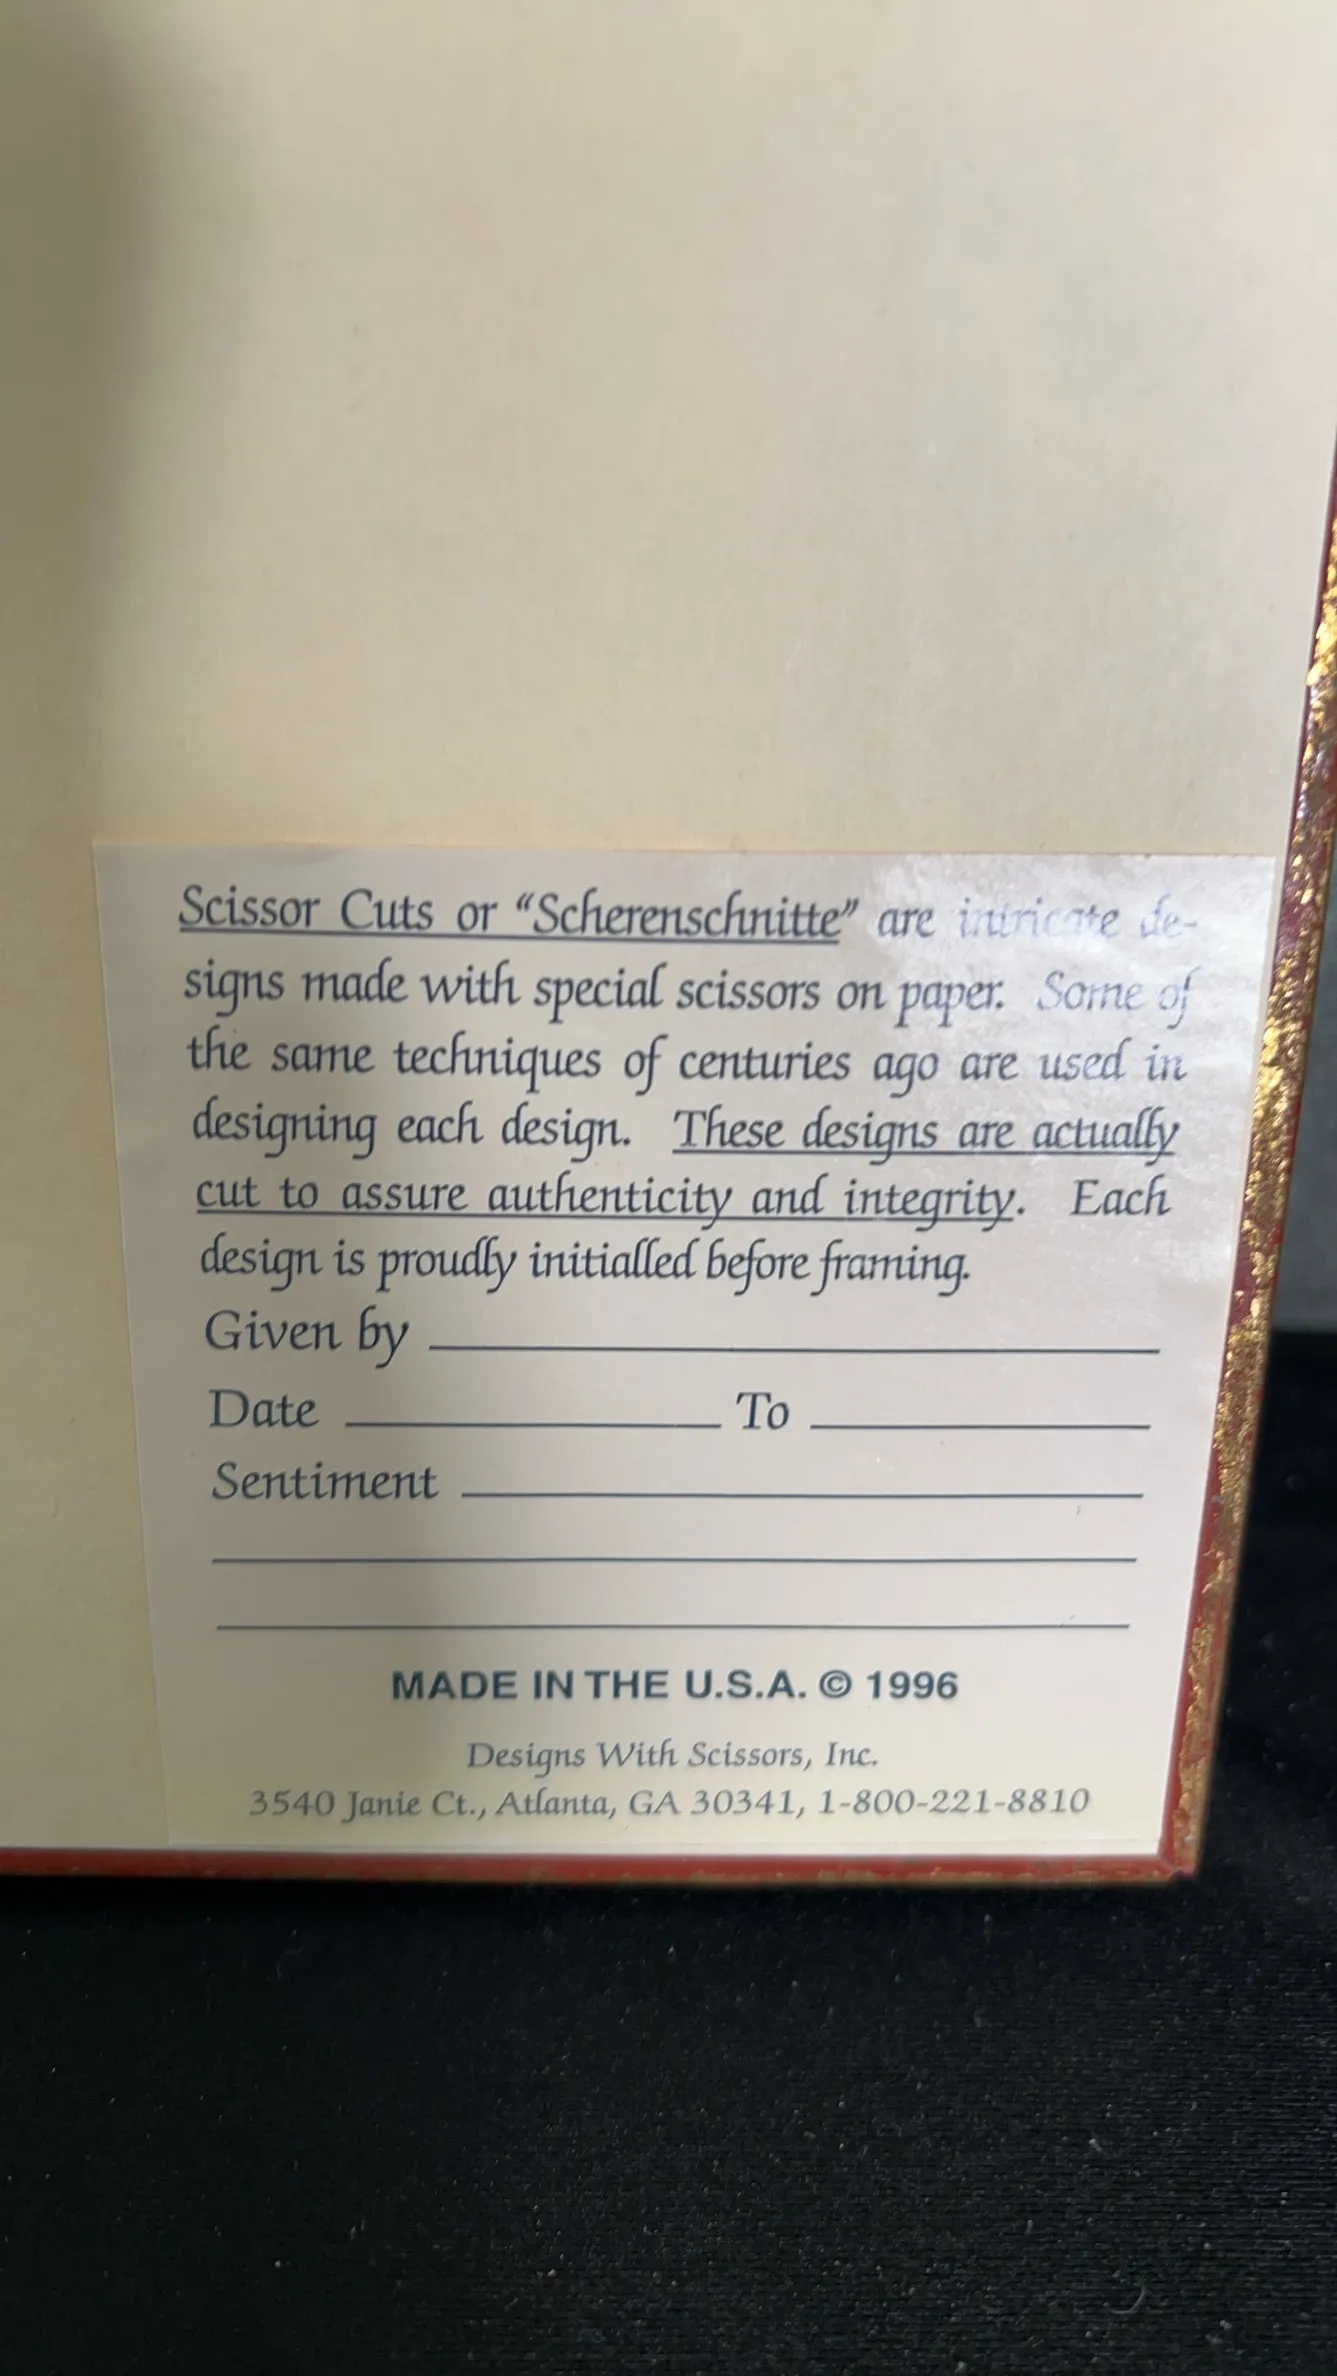 Scissor Cuts or “Scherenschnitte” are intricate de-
signs made with special scissors on paper. Some of
the same techniques of centuries ago are used in
designing each design. These designs are actually
cut to assure authenticity and integrity. Each
design is proudly initialled before framing.
Given by
Date To
Sentiment
MADE IN THE U.S.A. © 1996
Designs With Scissors, Inc.
3540 Janie Ct., Atlanta, GA 30341, 1-800-221-8810